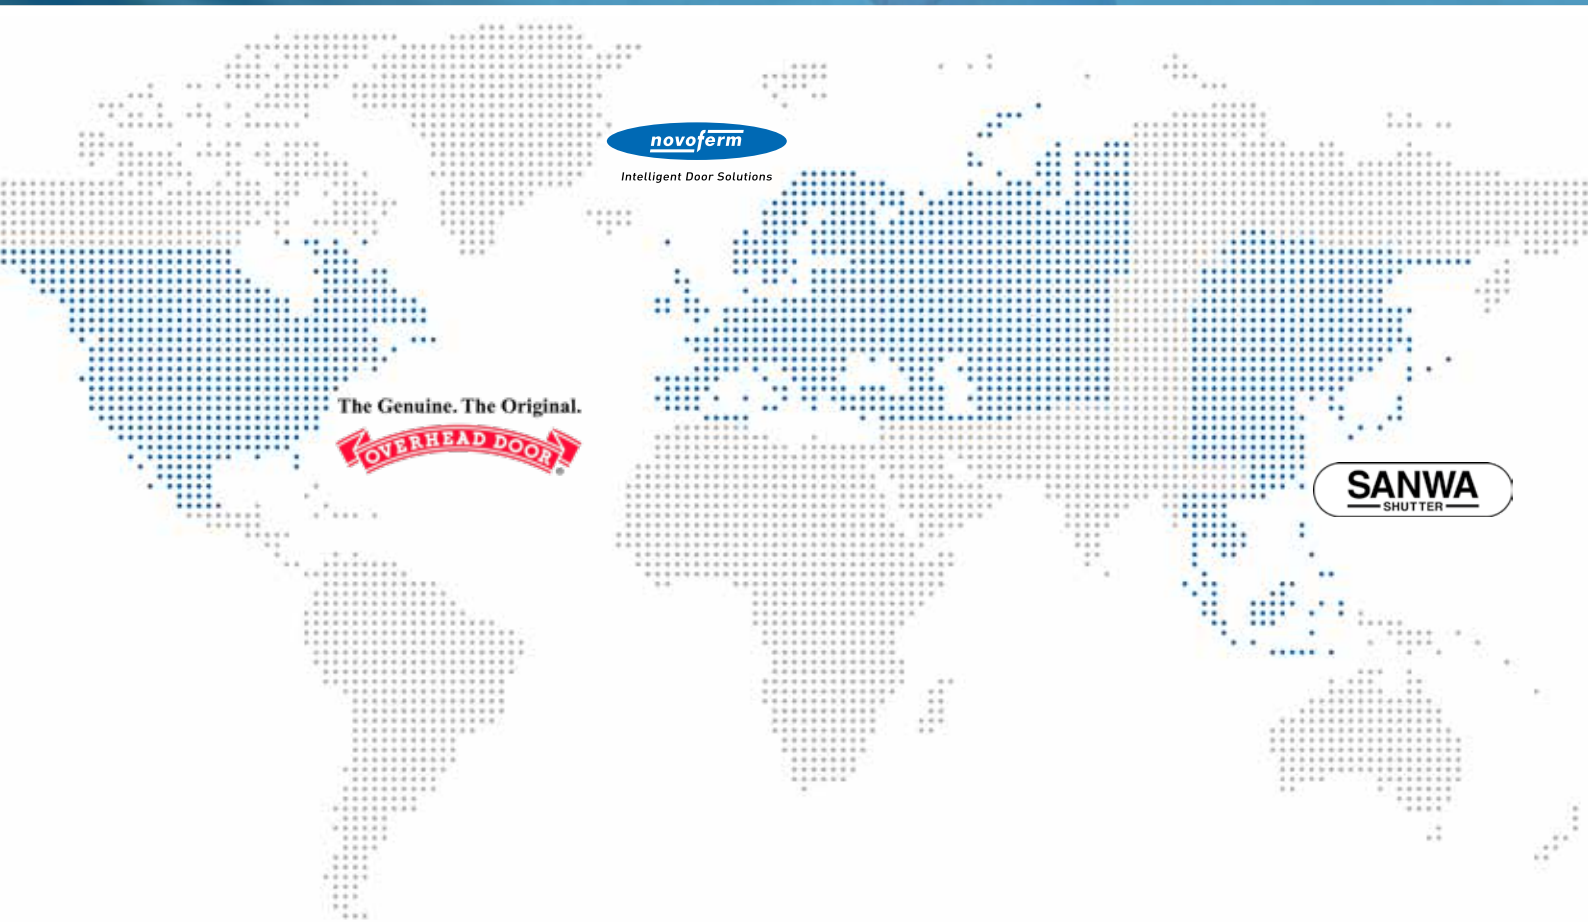 novoferm
Intelligent Door Solutions
The Genuine. The Original.
OVERHEAD DOOR®
SANWA
SHUTTER